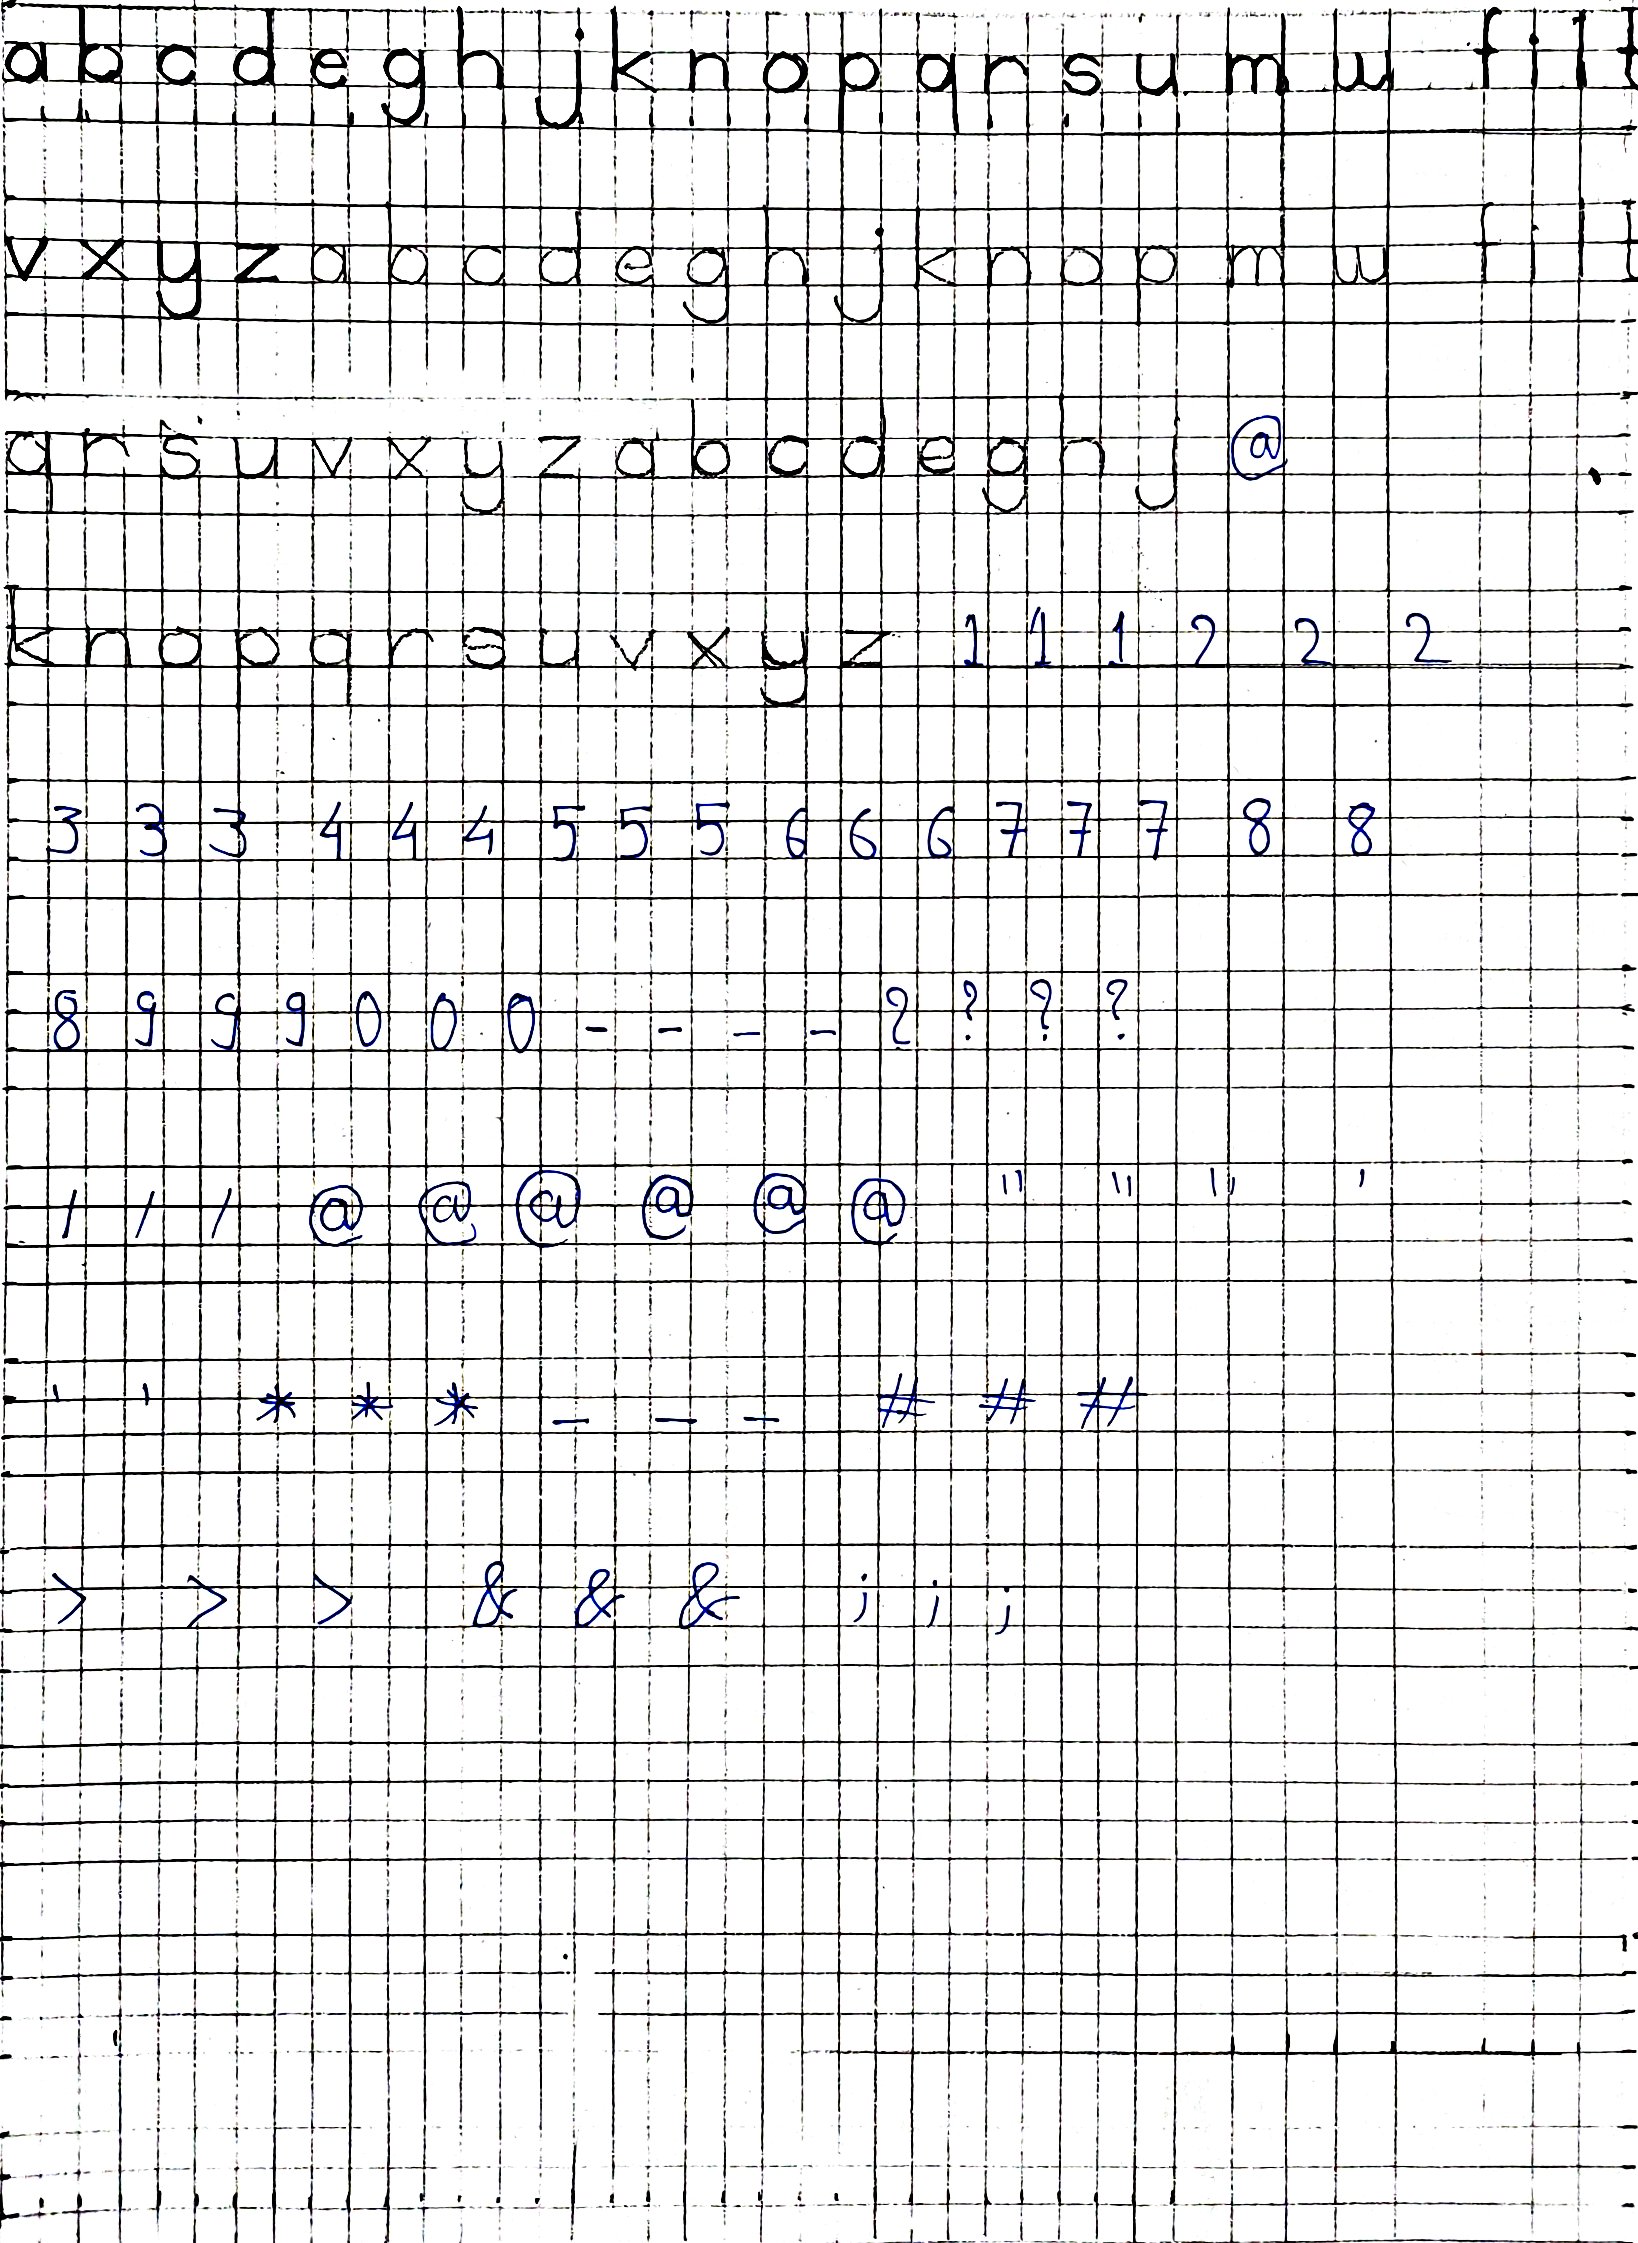 a b c d e g h j k n o p q r s u m w f i l t
v x y z a b c d e g h j k n o p m w f i l t
q r s u v x y z a b c d e g h j @
k n o p q r s u v x y z 1 1 1 2 2 2
3 3 3 4 4 4 5 5 5 6 6 6 7 7 7 8 8
8 9 9 9 0 0 0 - - - - ? ? ? ?
/ / / @ @ @ @ @ @ " " " '
' ' * * * _ _ _ # # #
> > > & & & ; ; ;